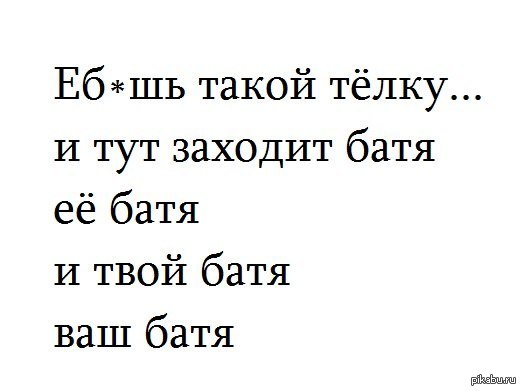 Еб*шь такой тёлку...
и тут заходит батя
её батя
и твой батя
ваш батя
pikabu.ru